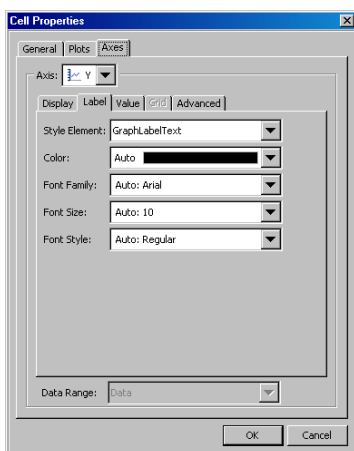 Cell Properties
General Plots Axes
Axis: Y
Display Label Value Grid Advanced
Style Element: GraphLabelText
Color: Auto
Font Family: Auto: Arial
Font Size: Auto: 10
Font Style: Auto: Regular
Data Range: Data
OK Cancel